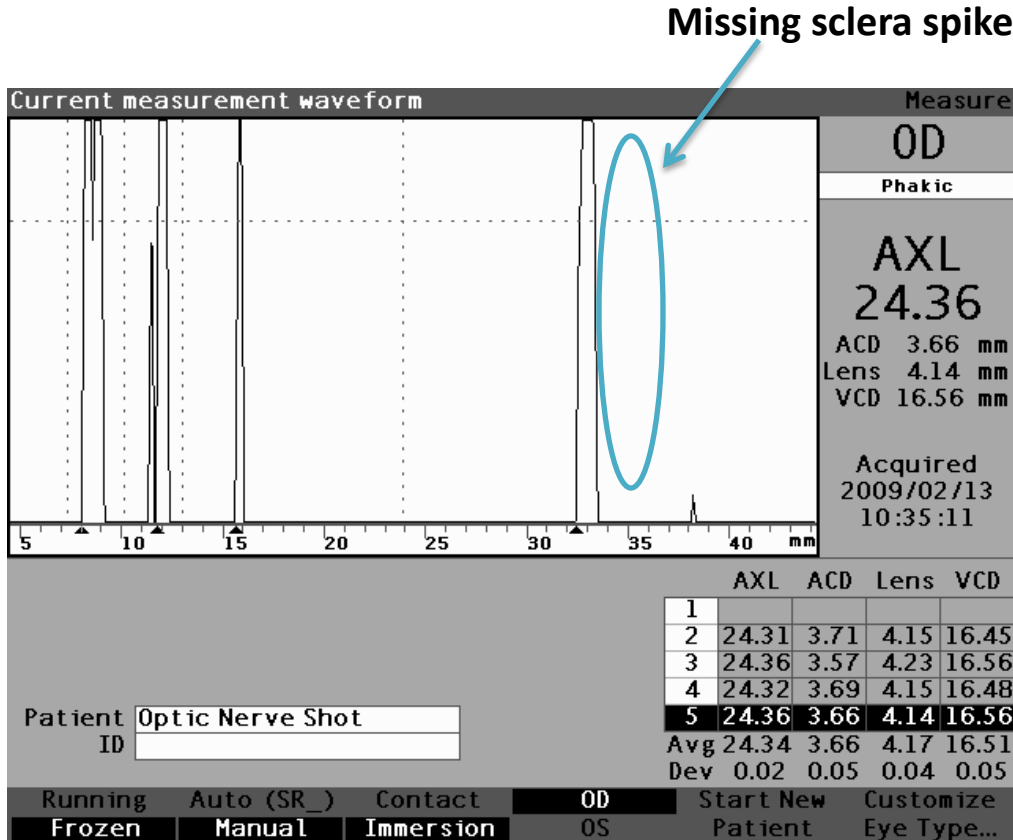 Missing sclera spike
Current measurement waveform Measure
OD
Phakic
AXL
24.36
ACD 3.66 mm
Lens 4.14 mm
VCD 16.56 mm
Acquired
2009/02/13
10:35:11
5 10 15 20 25 30 35 40 mm
AXL ACD Lens VCD
1
2 24.31 3.71 4.15 16.45
3 24.36 3.57 4.23 16.56
4 24.32 3.69 4.15 16.48
5 24.36 3.66 4.14 16.56
Avg 24.34 3.66 4.17 16.51
Dev 0.02 0.05 0.04 0.05
Patient Optic Nerve Shot
ID
Running Auto (SR_) Contact OD Start New Customize
Frozen Manual Immersion OS Patient Eye Type...